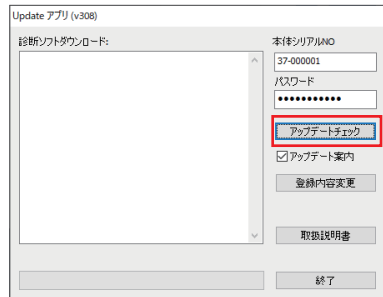 Update アプリ (v308)
診断ソフトダウンロード:
本体シリアルNO
37-000001
パスワード
●●●●●●●●●●●
アップデートチェック
アップデート案内
登録内容変更
取扱説明書
終了